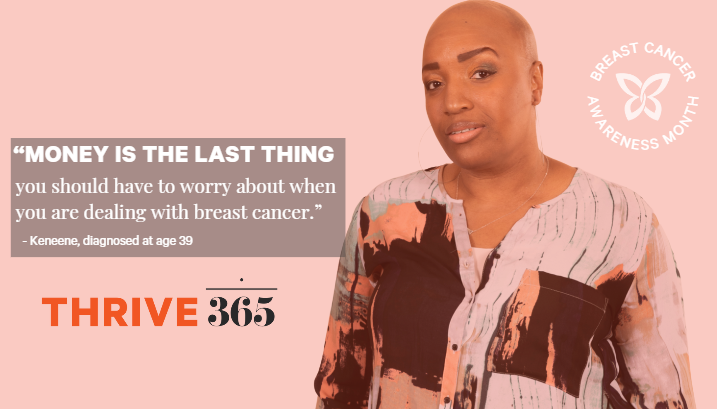 BREAST CANCER
AWARENESS MONTH
“MONEY IS THE LAST THING
you should have to worry about when
you are dealing with breast cancer.”
- Keneene, diagnosed at age 39
THRIVE 365